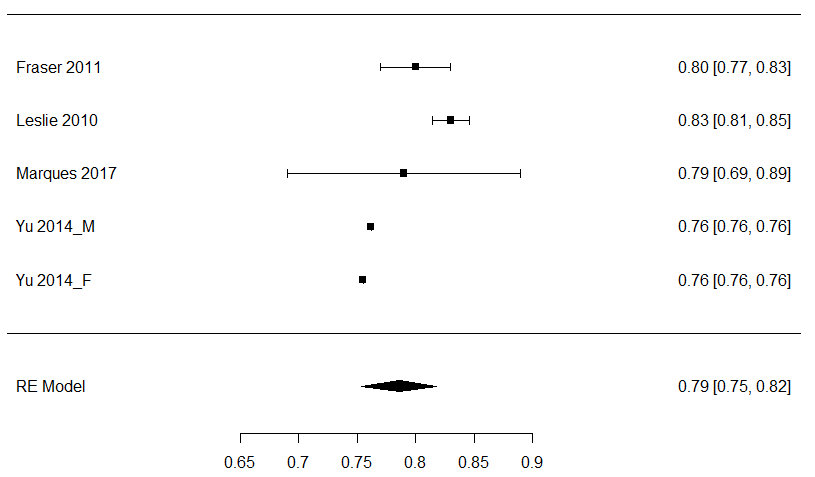 Fraser 2011 0.80 [0.77, 0.83]
Leslie 2010 0.83 [0.81, 0.85]
Marques 2017 0.79 [0.69, 0.89]
Yu 2014_M 0.76 [0.76, 0.76]
Yu 2014_F 0.76 [0.76, 0.76]
RE Model 0.79 [0.75, 0.82]
0.65 0.7 0.75 0.8 0.85 0.9